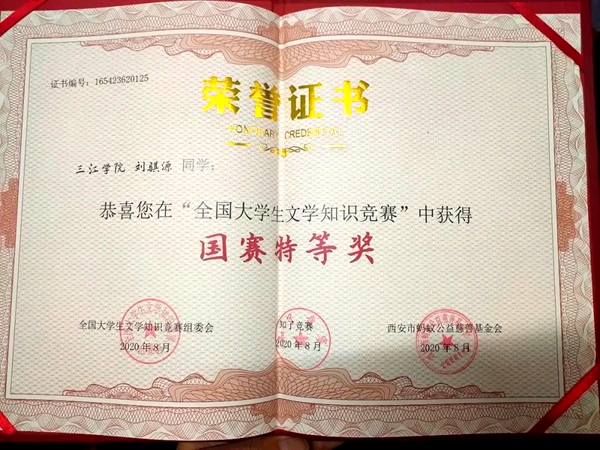 证书编号：165423620125
荣誉证书
HONORARY CREDENTIAL
三江学院 刘骐源 同学：
恭喜您在“全国大学生文学知识竞赛”中获得
国赛特等奖
全国大学生文学知识竞赛组委会 知了竞赛 西安市蚂蚁公益慈善基金会
2020年8月 2020年8月 2020年8月